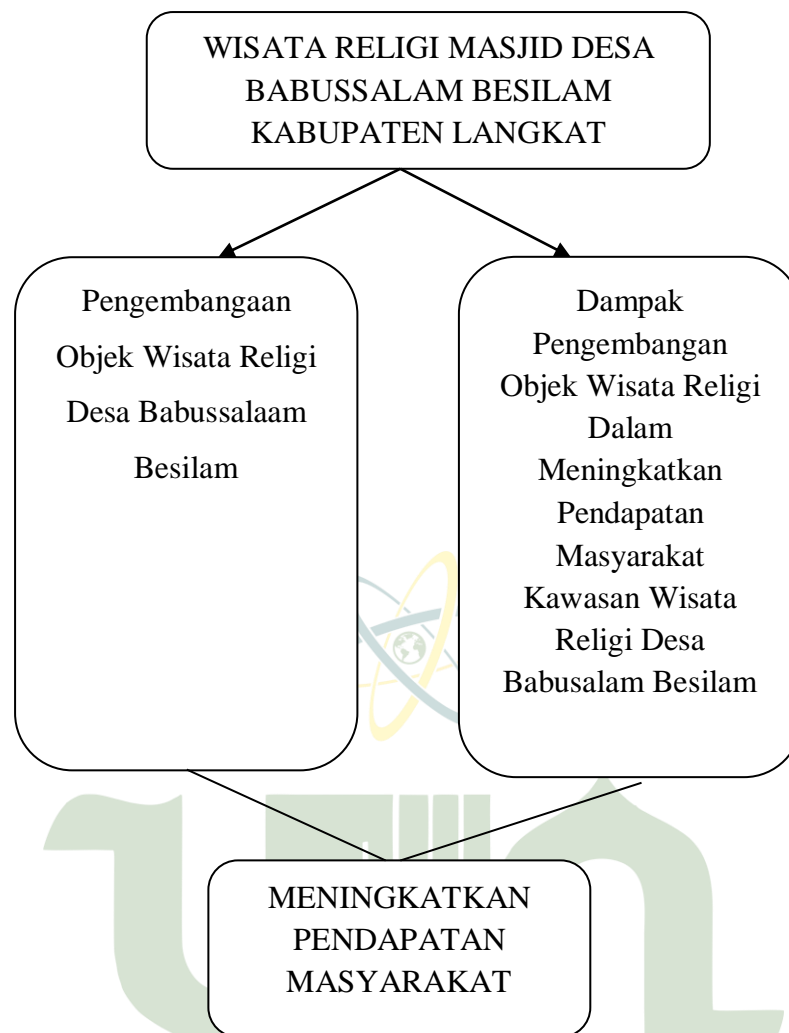 WISATA RELIGI MASJID DESA
BABUSSALAM BESILAM
KABUPATEN LANGKAT
Pengembangaan
Objek Wisata Religi
Desa Babussalaam
Besilam
Dampak
Pengembangan
Objek Wisata Religi
Dalam
Meningkatkan
Pendapatan
Masyarakat
Kawasan Wisata
Religi Desa
Babusalam Besilam
MENINGKATKAN
PENDAPATAN
MASYARAKAT